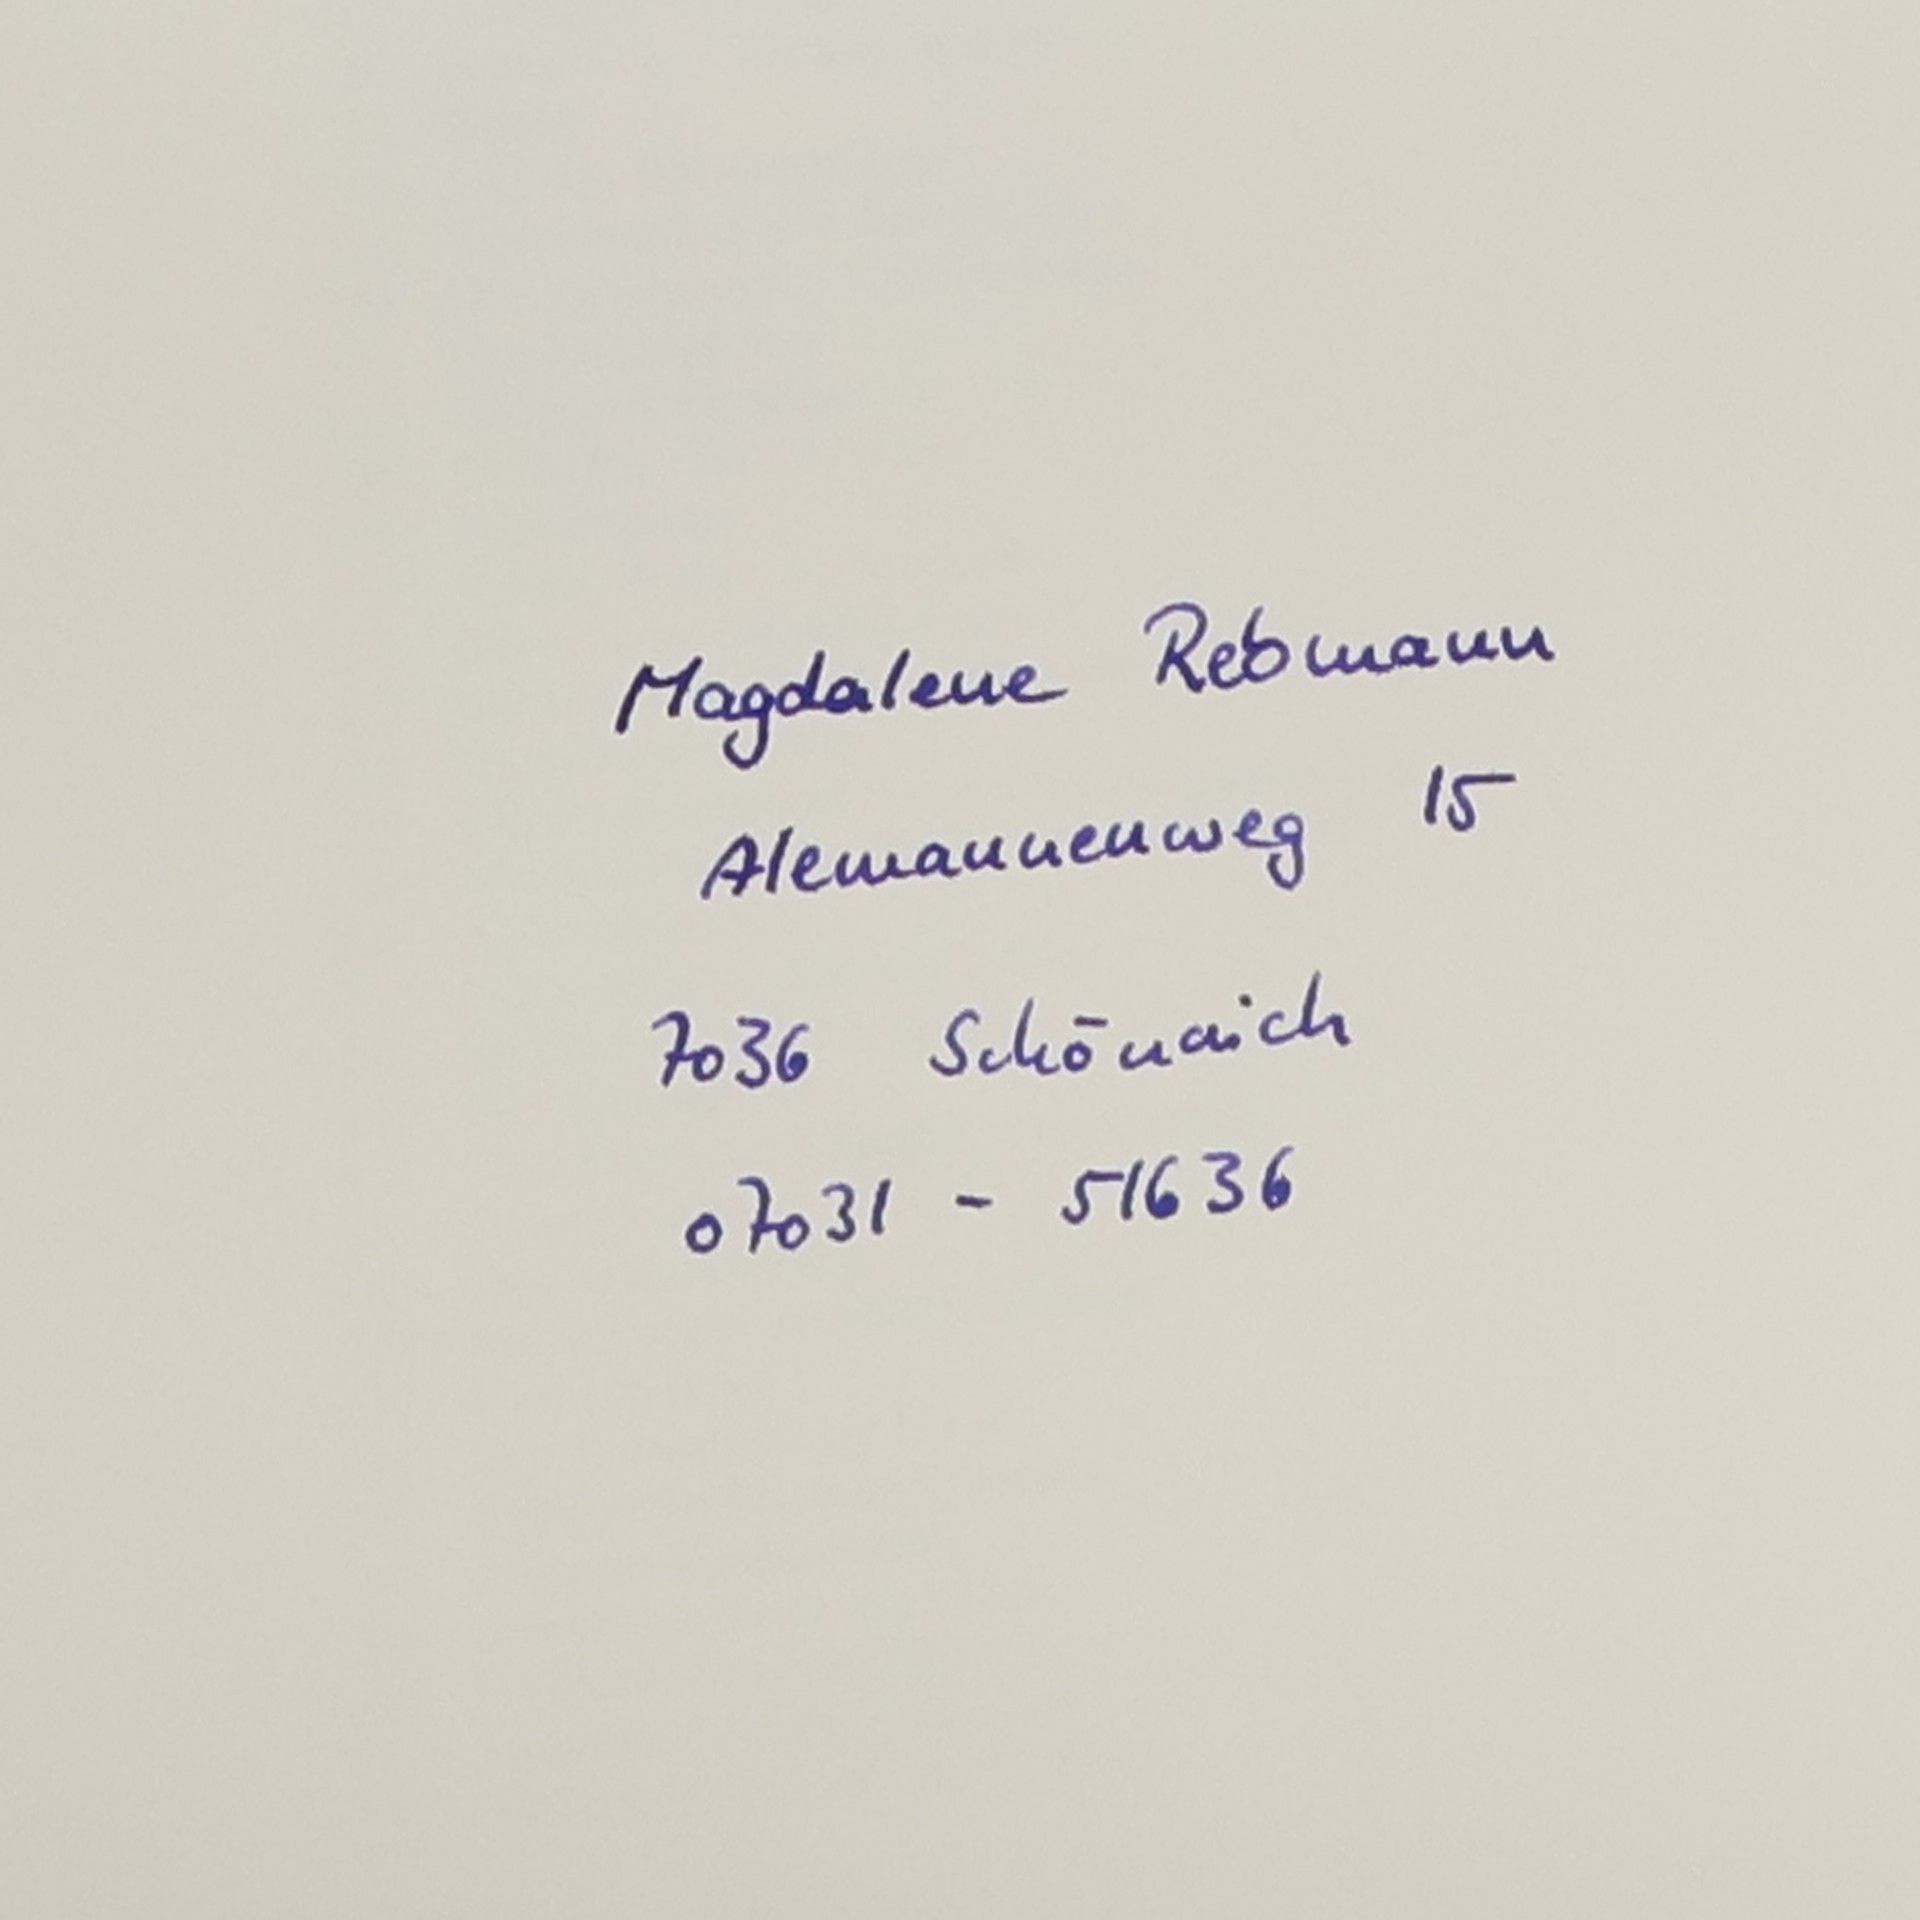 Magdalene Rebmann
Alemannenweg 15
7036 Schönaich
07031 - 51636